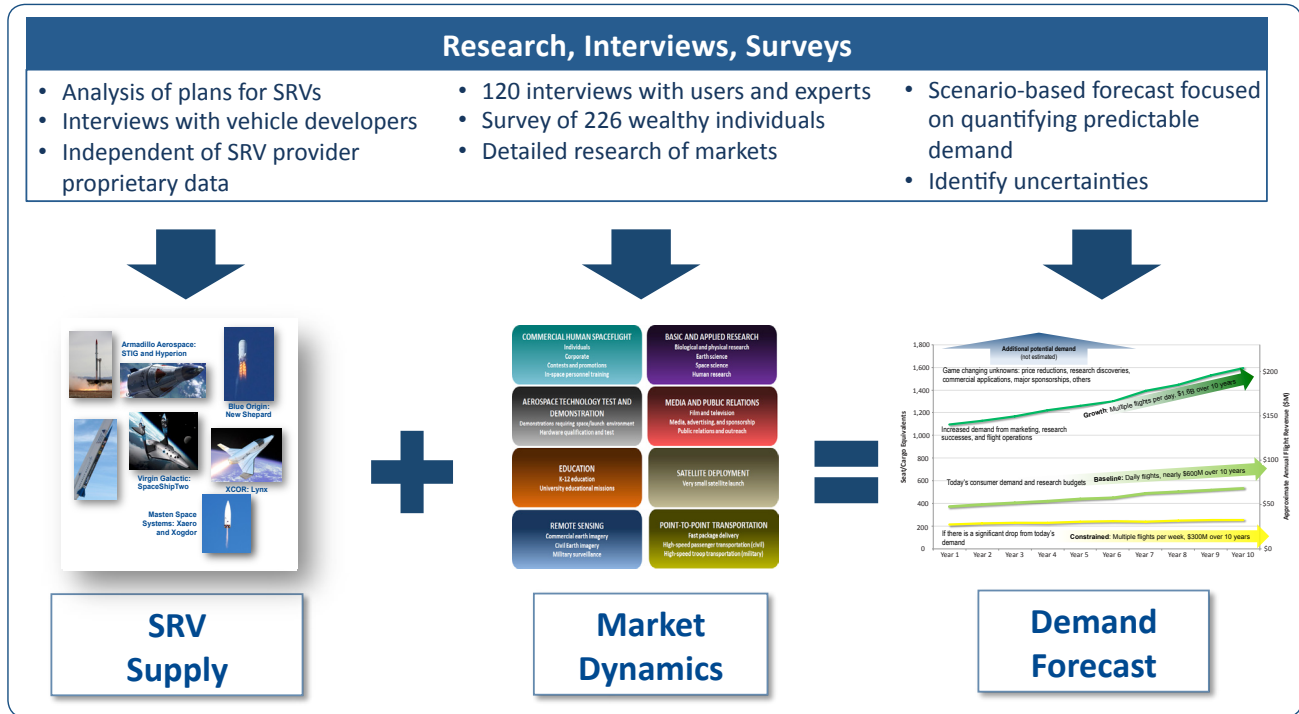 Research, Interviews, Surveys
• Analysis of plans for SRVs
• Interviews with vehicle developers
• Independent of SRV provider
proprietary data
• 120 interviews with users and experts
• Survey of 226 wealthy individuals
• Detailed research of markets
• Scenario-based forecast focused
on quantifying predictable
demand
• Identify uncertainties
Armadillo Aerospace:
STIG and Hyperion
Blue Origin:
New Shepard
Virgin Galactic:
SpaceShipTwo
XCOR: Lynx
Masten Space
Systems: Xaero
and Xogdor
COMMERCIAL HUMAN SPACEFLIGHT
Individuals
Corporate
Contests and promotions
In-space personnel training
BASIC AND APPLIED RESEARCH
Biological and physical research
Earth science
Space science
Human research
AEROSPACE TECHNOLOGY TEST AND
DEMONSTRATION
Demonstrations requiring space/launch environment
Hardware qualification and test
MEDIA AND PUBLIC RELATIONS
Film and television
Media, advertising, and sponsorship
Public relations and outreach
EDUCATION
K-12 education
University educational missions
SATELLITE DEPLOYMENT
Very small satellite launch
REMOTE SENSING
Commercial earth imagery
Civil Earth imagery
Military surveillance
POINT-TO-POINT TRANSPORTATION
Fast package delivery
High-speed passenger transportation (civil)
High-speed troop transportation (military)
Additional potential demand
(not estimated)
Game changing unknowns: price reductions, research discoveries,
commercial applications, major sponsorships, others
Growth: Multiple flights per day, $1.6B over 10 years
Increased demand from marketing, research
successes, and flight operations
Baseline: Daily flights, nearly $600M over 10 years
Today's consumer demand and research budgets
If there is a significant drop from today's
demand
Constrained: Multiple flights per week, $300M over 10 years
Seat/Cargo Equivalents
1,800
1,600
1,400
1,200
1,000
800
600
400
200
0
Year 1 Year 2 Year 3 Year 4 Year 5 Year 6 Year 7 Year 8 Year 9 Year 10
$200
$150
$100
$50
$0
Approximate Annual Flight Revenue ($M)
SRV
Supply
Market
Dynamics
Demand
Forecast